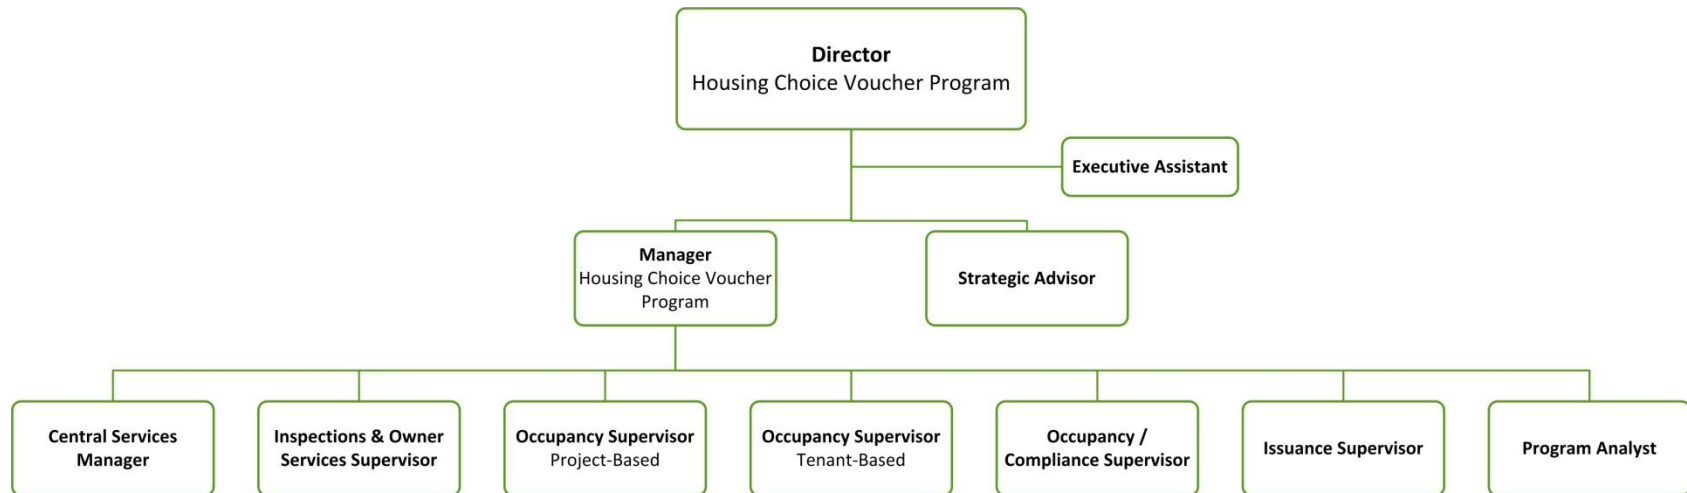 Director
Housing Choice Voucher Program
Executive Assistant
Manager
Housing Choice Voucher
Program
Strategic Advisor
Central Services
Manager
Inspections & Owner
Services Supervisor
Occupancy Supervisor
Project-Based
Occupancy Supervisor
Tenant-Based
Occupancy /
Compliance Supervisor
Issuance Supervisor
Program Analyst